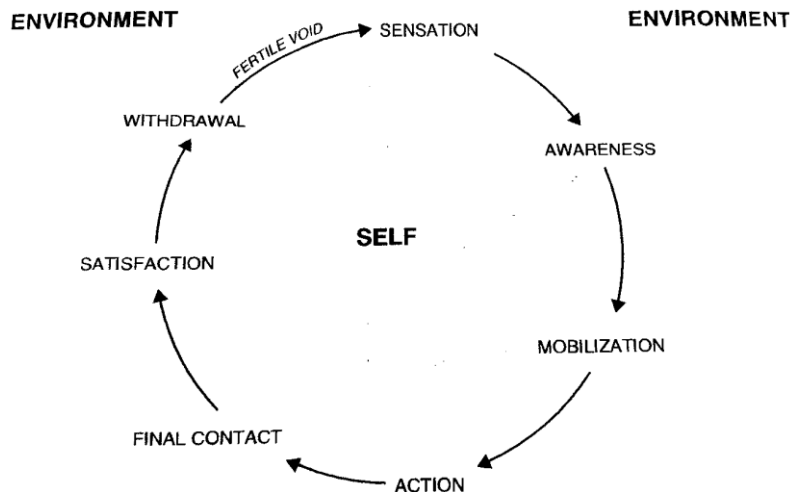 ENVIRONMENT
ENVIRONMENT
FERTILE VOID
SENSATION
WITHDRAWAL
AWARENESS
SELF
SATISFACTION
MOBILIZATION
FINAL CONTACT
ACTION